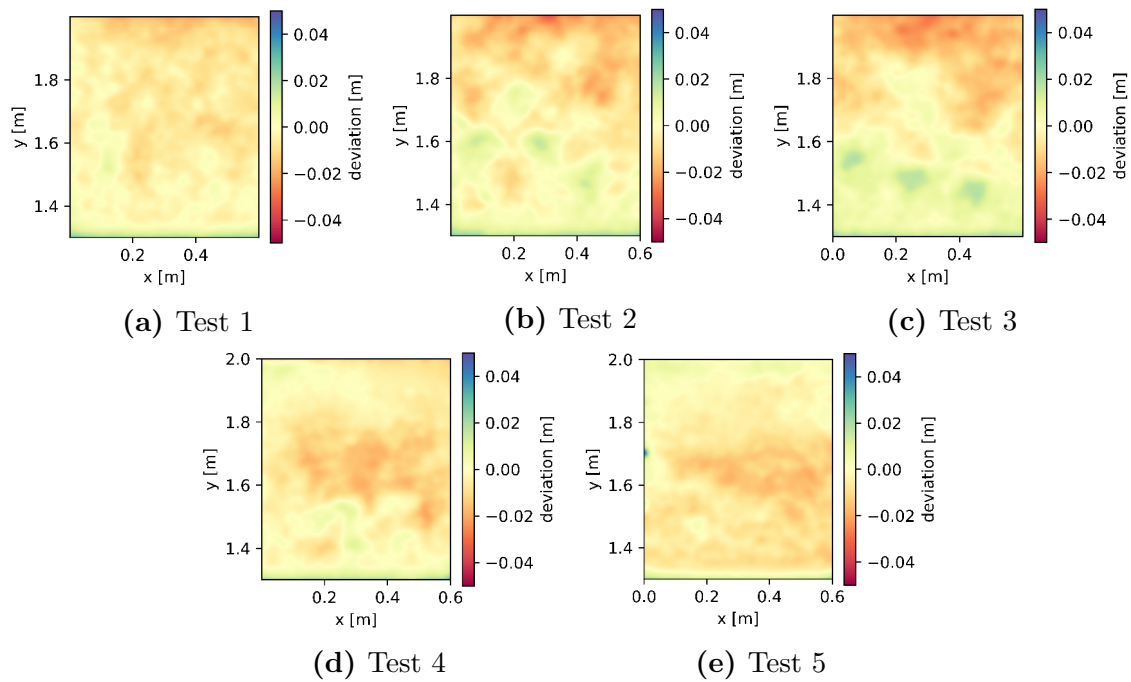 1.8
1.6
1.4
y [m]
0.2 0.4
x [m]
0.04
0.02
0.00
−0.02
−0.04
deviation [m]
(a) Test 1
1.8
1.6
1.4
y [m]
0.2 0.4 0.6
x [m]
0.04
0.02
0.00
−0.02
−0.04
deviation [m]
(b) Test 2
1.8
1.6
1.4
y [m]
0.0 0.2 0.4
x [m]
0.04
0.02
0.00
−0.02
−0.04
deviation [m]
(c) Test 3
2.0
1.8
1.6
1.4
y [m]
0.2 0.4 0.6
x [m]
0.04
0.02
0.00
−0.02
−0.04
deviation [m]
(d) Test 4
2.0
1.8
1.6
1.4
y [m]
0.0 0.2 0.4 0.6
x [m]
0.04
0.02
0.00
−0.02
−0.04
deviation [m]
(e) Test 5